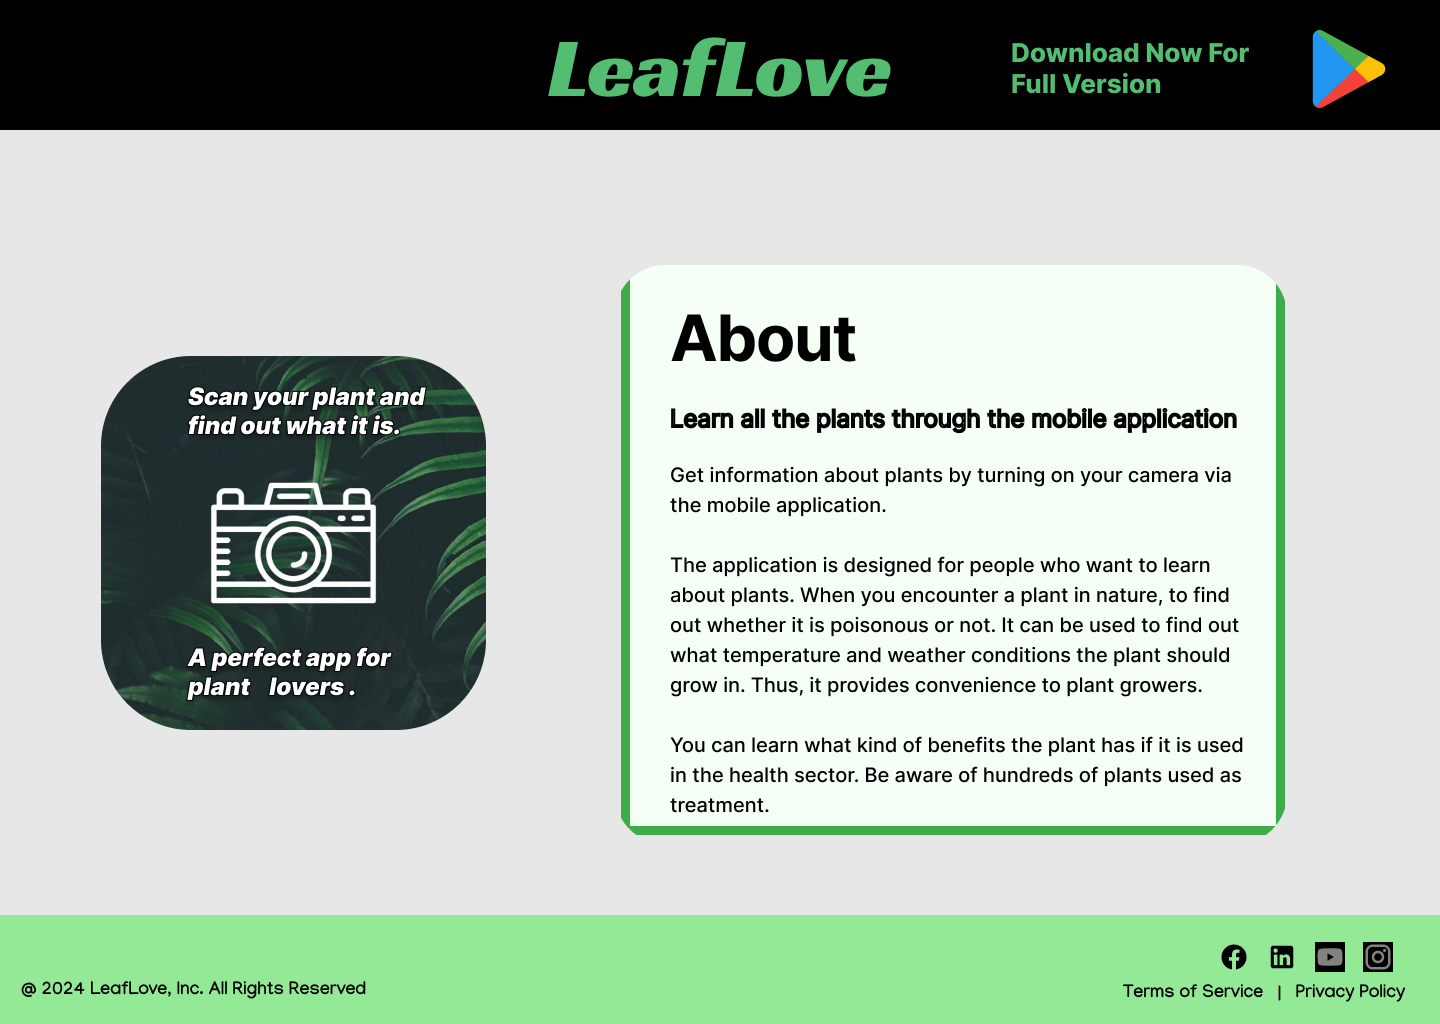 LeafLove
Download Now For
Full Version
Scan your plant and
find out what it is.
A perfect app for
plant lovers .
About
Learn all the plants through the mobile application
Get information about plants by turning on your camera via
the mobile application.
The application is designed for people who want to learn
about plants. When you encounter a plant in nature, to find
out whether it is poisonous or not. It can be used to find out
what temperature and weather conditions the plant should
grow in. Thus, it provides convenience to plant growers.
You can learn what kind of benefits the plant has if it is used
in the health sector. Be aware of hundreds of plants used as
treatment.
@ 2024 LeafLove, Inc. All Rights Reserved
Terms of Service | Privacy Policy